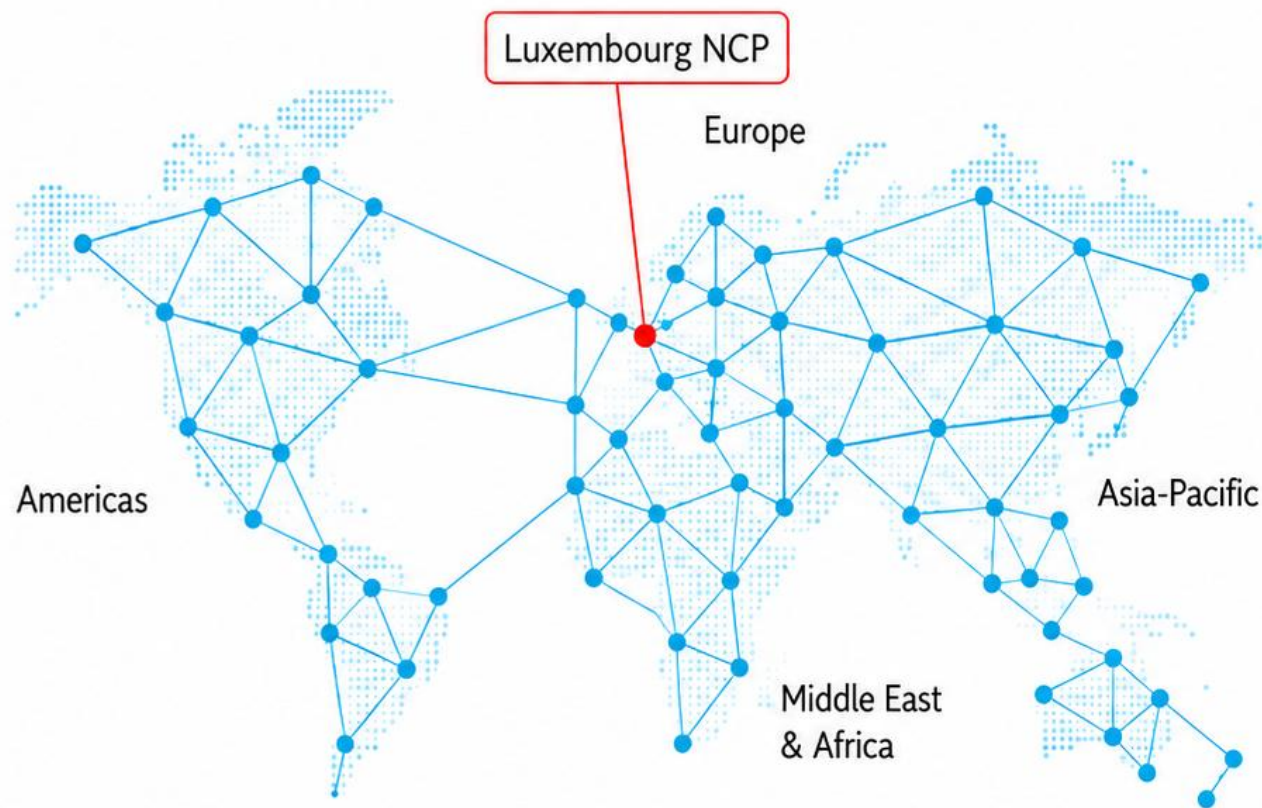 Luxembourg NCP
Europe
Americas
Asia-Pacific
Middle East
& Africa